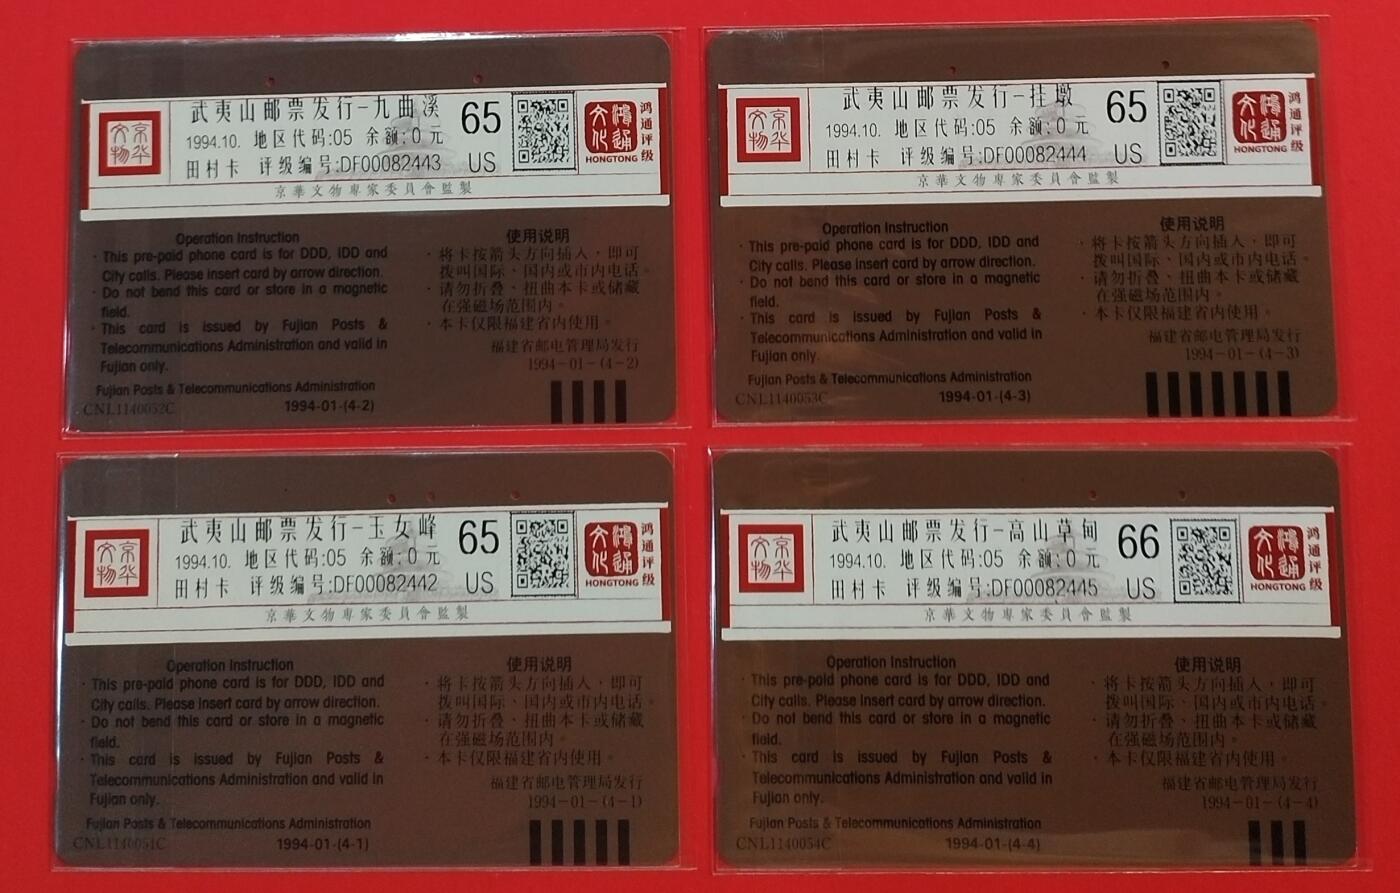 京华
文物
武夷山邮票发行-九曲溪
1994.10. 地区代码:05 余额:0 元
田村卡 评级编号:DF00082443
65
US
鸿通
文化
HONGTONG
鸿通评级
京華文物專家委員會監製
Operation Instruction
· This pre-paid phone card is for DDD, IDD and
City calls. Please insert card by arrow direction.
· Do not bend this card or store in a magnetic
field.
· This card is issued by Fujian Posts &
Telecommunications Administration and valid in
Fujian only.
Fujian Posts & Telecommunications Administration
CNL1140052C
1994-01-(4-2)
使用说明
· 将卡按箭头方向插入，即可
拨叫国际、国内或市内电话。
· 请勿折叠、扭曲本卡或储藏
在强磁场范围内。
· 本卡仅限福建省内使用。
福建省邮电管理局发行
1994-01-(4-2)
京华
文物
武夷山邮票发行-挂墩
1994.10. 地区代码:05 余额:0 元
田村卡 评级编号:DF00082444
65
US
鸿通
文化
HONGTONG
鸿通评级
京華文物專家委員會監製
Operation Instruction
· This pre-paid phone card is for DDD, IDD and
City calls. Please insert card by arrow direction.
· Do not bend this card or store in a magnetic
field.
· This card is issued by Fujian Posts &
Telecommunications Administration and valid in
Fujian only.
Fujian Posts & Telecommunications Administration
CNL1140053C
1994-01-(4-3)
使用说明
· 将卡按箭头方向插入，即可
拨叫国际、国内或市内电话。
· 请勿折叠、扭曲本卡或储藏
在强磁场范围内。
· 本卡仅限福建省内使用。
福建省邮电管理局发行
1994-01-(4-3)
京华
文物
武夷山邮票发行-玉女峰
1994.10. 地区代码:05 余额:0 元
田村卡 评级编号:DF00082442
65
US
鸿通
文化
HONGTONG
鸿通评级
京華文物專家委員會監製
Operation Instruction
· This pre-paid phone card is for DDD, IDD and
City calls. Please insert card by arrow direction.
· Do not bend this card or store in a magnetic
field.
· This card is issued by Fujian Posts &
Telecommunications Administration and valid in
Fujian only.
Fujian Posts & Telecommunications Administration
CNL1140051C
1994-01-(4-1)
使用说明
· 将卡按箭头方向插入，即可
拨叫国际、国内或市内电话。
· 请勿折叠、扭曲本卡或储藏
在强磁场范围内。
· 本卡仅限福建省内使用。
福建省邮电管理局发行
1994-01-(4-1)
京华
文物
武夷山邮票发行-高山草甸
1994.10. 地区代码:05 余额:0 元
田村卡 评级编号:DF00082445
66
US
鸿通
文化
HONGTONG
鸿通评级
京華文物專家委員會監製
Operation Instruction
· This pre-paid phone card is for DDD, IDD and
City calls. Please insert card by arrow direction.
· Do not bend this card or store in a magnetic
field.
· This card is issued by Fujian Posts &
Telecommunications Administration and valid in
Fujian only.
Fujian Posts & Telecommunications Administration
CNL1140054C
1994-01-(4-4)
使用说明
· 将卡按箭头方向插入，即可
拨叫国际、国内或市内电话。
· 请勿折叠、扭曲本卡或储藏
在强磁场范围内。
· 本卡仅限福建省内使用。
福建省邮电管理局发行
1994-01-(4-4)